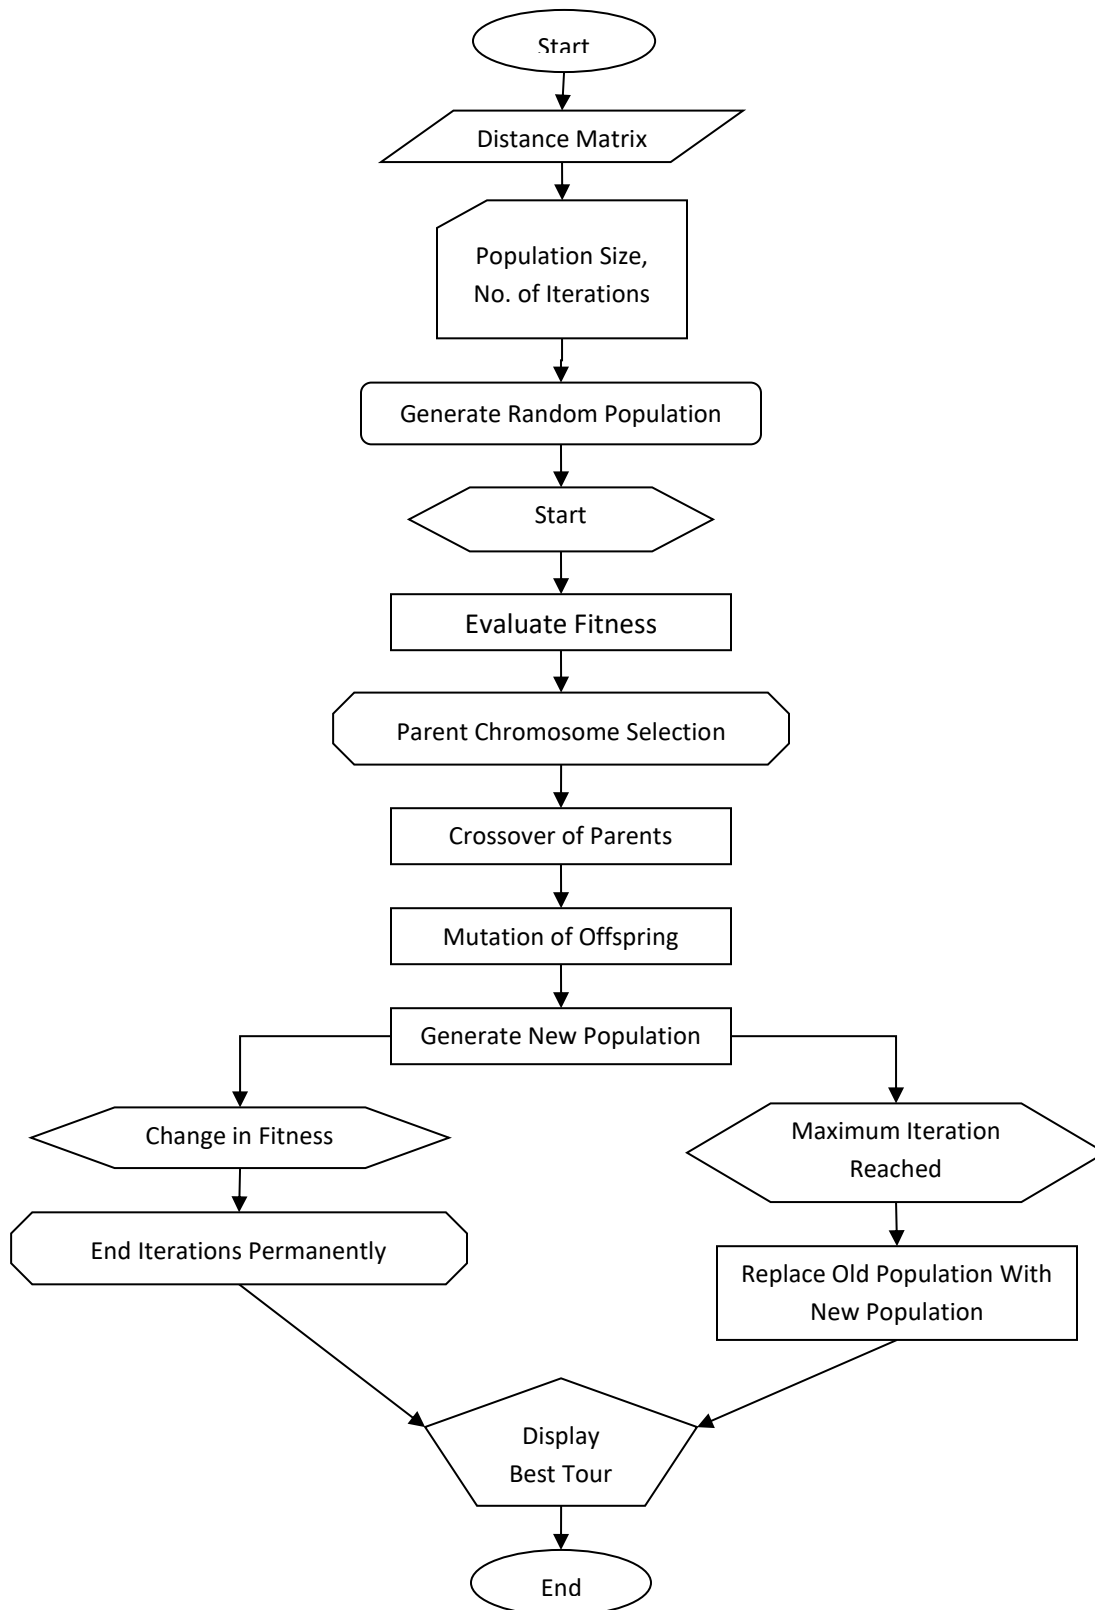 Start
Distance Matrix
Population Size,
No. of Iterations
Generate Random Population
Start
Evaluate Fitness
Parent Chromosome Selection
Crossover of Parents
Mutation of Offspring
Generate New Population
Change in Fitness
Maximum Iteration
Reached
End Iterations Permanently
Replace Old Population With
New Population
Display
Best Tour
End